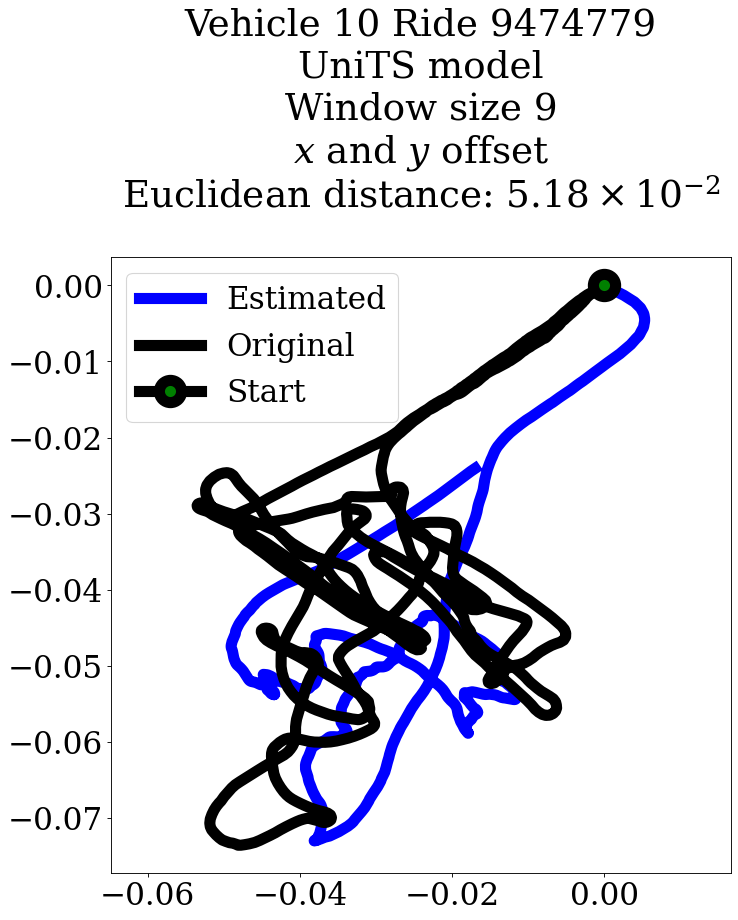 Vehicle 10 Ride 9474779
UniTS model
Window size 9
x and y offset
Euclidean distance: 5.18 × 10⁻²
Estimated
Original
Start
0.00
−0.01
−0.02
−0.03
−0.04
−0.05
−0.06
−0.07
−0.06 −0.04 −0.02 0.00